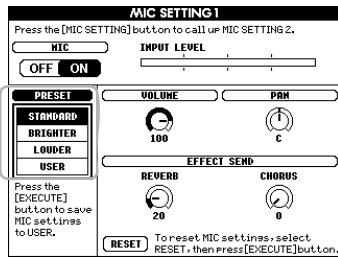 MIC SETTING 1
Press the [MIC SETTING] button to call up MIC SETTING 2.
MIC
INPUT LEVEL
OFF ON
PRESET
VOLUME
PAN
STANDARD
BRIGHTER
LOUDER
USER
100
C
EFFECT SEND
REVERB
CHORUS
20
0
Press the
[EXECUTE]
button to save
MIC settings
to USER.
RESET
To reset MIC settings, select
RESET, then press [EXECUTE] button.